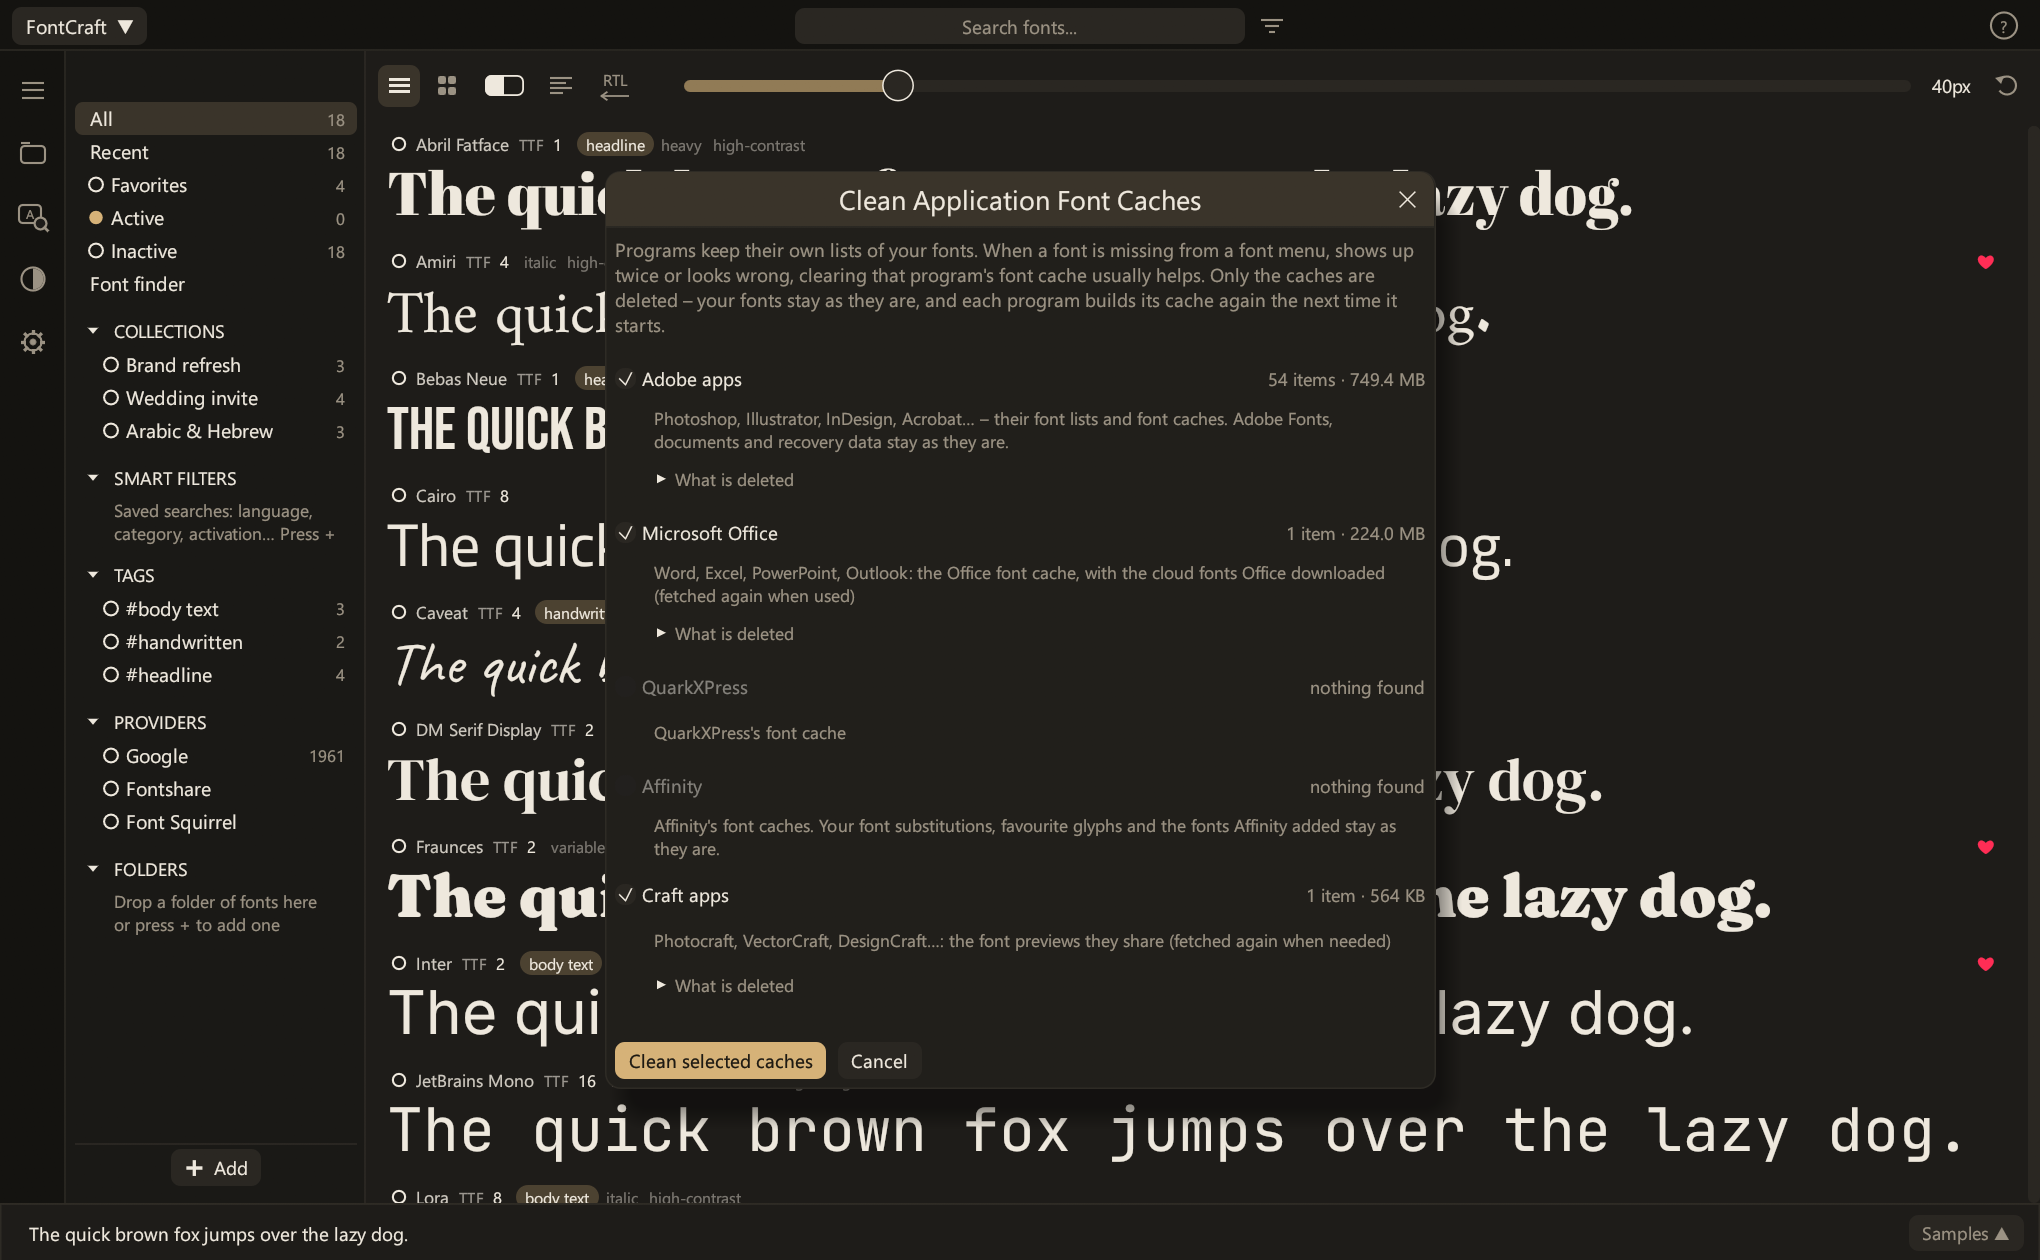 FontCraft ▼
Search fonts...
?
All 18
Recent 18
Favorites 4
Active 0
Inactive 18
Font finder
COLLECTIONS
Brand refresh 3
Wedding invite 4
Arabic & Hebrew 3
SMART FILTERS
Saved searches: language,
category, activation... Press +
TAGS
#body text 3
#handwritten 2
#headline 4
PROVIDERS
Google 1961
Fontshare
Font Squirrel
FOLDERS
Drop a folder of fonts here
or press + to add one
+ Add
RTL
40px
Abril Fatface TTF 1 headline heavy high-contrast
The quic lazy dog.
Amiri TTF 4 italic high-
The quick dog.
Bebas Neue TTF 1 hea
THE QUICK B
Cairo TTF 8
The quick og.
Caveat TTF 4 handwrit
The quick b
DM Serif Display TTF 2
The quic zy dog.
Fraunces TTF 2 variable
The qui he lazy dog.
Inter TTF 2 body text
The qui lazy dog.
JetBrains Mono TTF 16
The quick brown fox jumps over the lazy dog.
Lora TTF 8 body text italic high-contrast
Clean Application Font Caches
Programs keep their own lists of your fonts. When a font is missing from a font menu, shows up
twice or looks wrong, clearing that program's font cache usually helps. Only the caches are
deleted – your fonts stay as they are, and each program builds its cache again the next time it
starts.
Adobe apps 54 items · 749.4 MB
Photoshop, Illustrator, InDesign, Acrobat... – their font lists and font caches. Adobe Fonts,
documents and recovery data stay as they are.
What is deleted
Microsoft Office 1 item · 224.0 MB
Word, Excel, PowerPoint, Outlook: the Office font cache, with the cloud fonts Office downloaded
(fetched again when used)
What is deleted
QuarkXPress nothing found
QuarkXPress's font cache
Affinity nothing found
Affinity's font caches. Your font substitutions, favourite glyphs and the fonts Affinity added stay as
they are.
Craft apps 1 item · 564 KB
Photocraft, VectorCraft, DesignCraft...: the font previews they share (fetched again when needed)
What is deleted
Clean selected caches
Cancel
The quick brown fox jumps over the lazy dog.
Samples ▲